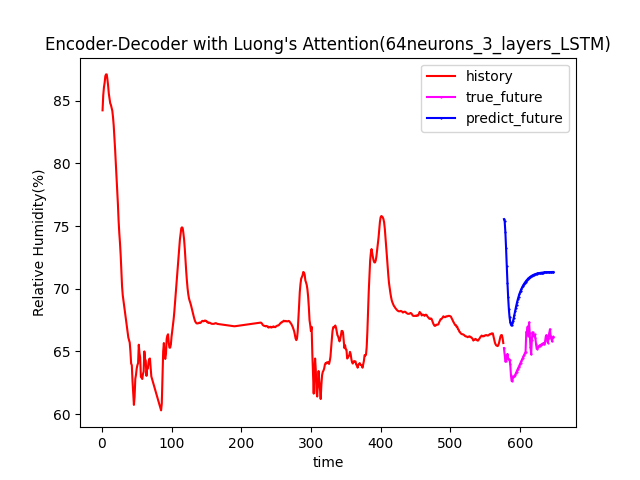 Encoder-Decoder with Luong's Attention(64neurons_3_layers_LSTM)
history
true_future
predict_future
Relative Humidity(%)
85
80
75
70
65
60
0 100 200 300 400 500 600
time